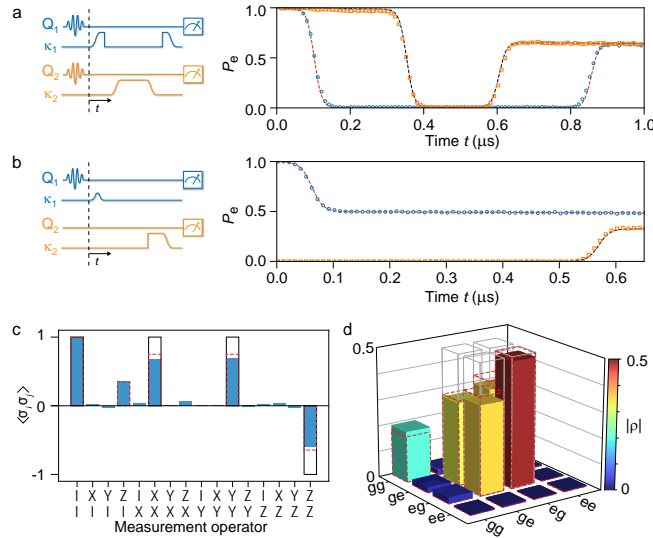 a
Q1
κ1
Q2
κ2
t
Pe
1.0
0.5
0.0
0.0 0.2 0.4 0.6 0.8 1.0
Time t (μs)
b
Q1
κ1
Q2
κ2
t
Pe
1.0
0.5
0.0
0.0 0.1 0.2 0.3 0.4 0.5 0.6
Time t (μs)
c
⟨σiσj⟩
1
0
-1
I X Y Z I X Y X I Y X Y Z I Y Z
I I I I X X X X Y Y Y Y Z Z Z Z
Measurement operator
d
0.5
0
gg ge eg ee
gg ge eg ee
0.5
|ρ|
0